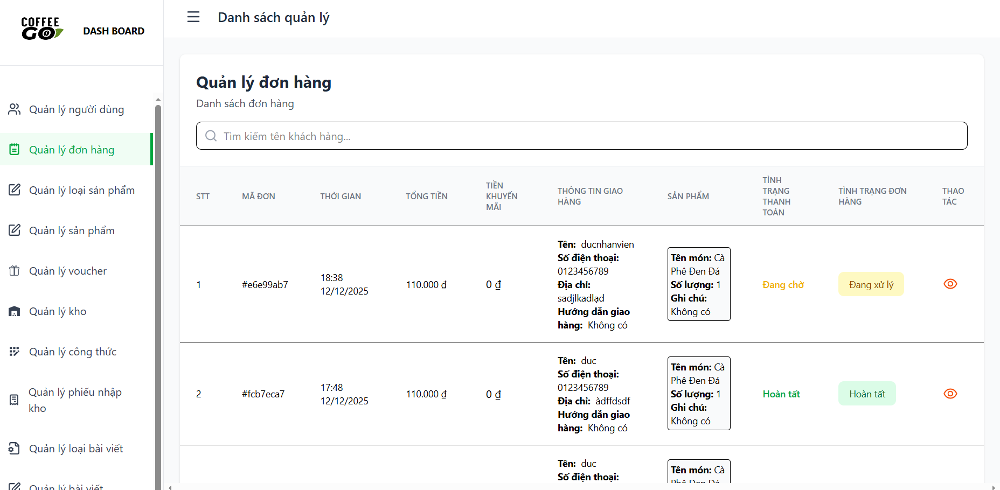 COFFEE
GO
DASH BOARD
Danh sách quản lý
Quản lý người dùng
Quản lý đơn hàng
Quản lý loại sản phẩm
Quản lý sản phẩm
Quản lý voucher
Quản lý kho
Quản lý công thức
Quản lý phiếu nhập
kho
Quản lý loại bài viết
Quản lý bài viết
Quản lý đơn hàng
Danh sách đơn hàng
Tìm kiếm tên khách hàng...
STT
MÃ ĐƠN
THỜI GIAN
TỔNG TIỀN
TIỀN
KHUYẾN
MÃI
THÔNG TIN GIAO
HÀNG
SẢN PHẨM
TÌNH
TRẠNG
THANH
TOÁN
TÌNH TRẠNG ĐƠN
HÀNG
THAO
TÁC
1
#e6e99ab7
18:38
12/12/2025
110.000 ₫
0 ₫
Tên: ducnhanvien
Số điện thoại:
0123456789
Địa chỉ:
sadjlkadlạd
Hướng dẫn giao
hàng: Không có
Tên món: Cà
Phê Đen Đá
Số lượng: 1
Ghi chú:
Không có
Đang chờ
Đang xử lý
2
#fcb7eca7
17:48
12/12/2025
110.000 ₫
0 ₫
Tên: duc
Số điện thoại:
0123456789
Địa chỉ: àdffdsdf
Hướng dẫn giao
hàng: Không có
Tên món: Cà
Phê Đen Đá
Số lượng: 1
Ghi chú:
Không có
Hoàn tất
Hoàn tất
Tên: duc
Số điện thoại:
Tên món: Cà
Phê Đen Đá